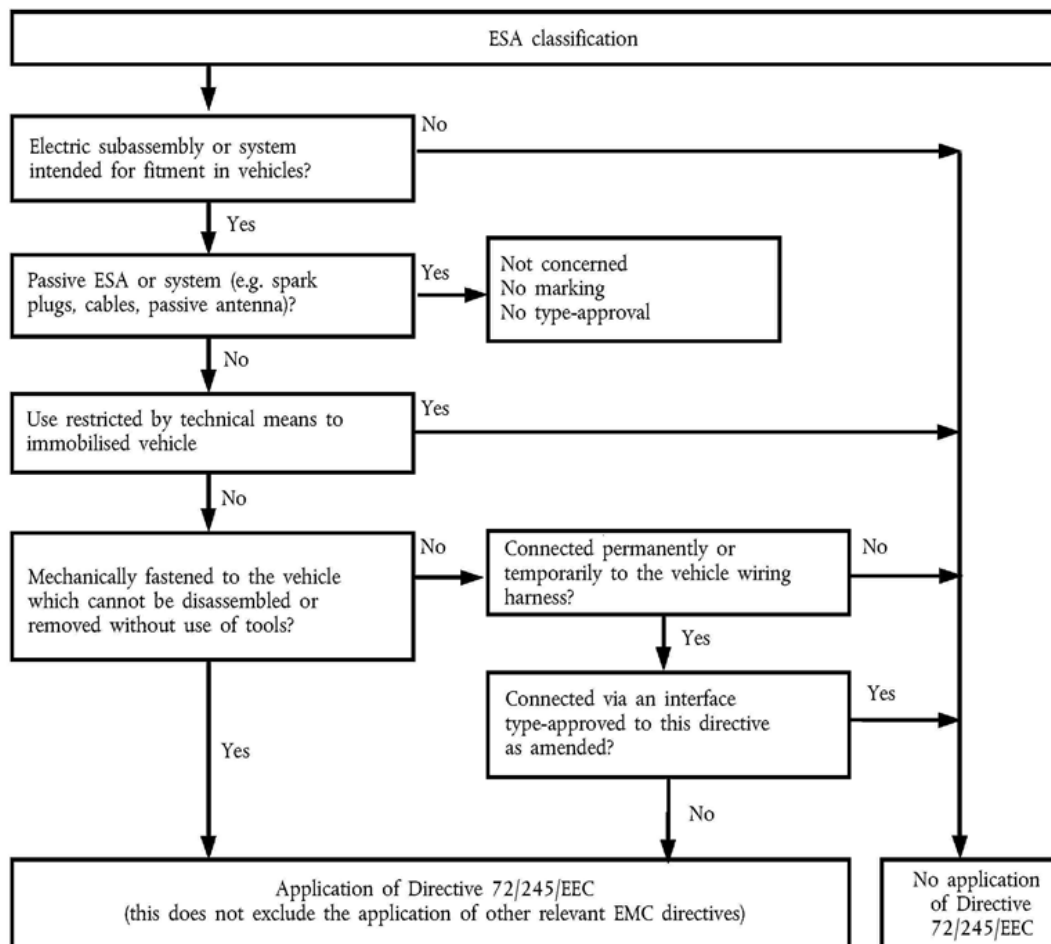 ESA classification
No
Electric subassembly or system
intended for fitment in vehicles?
Yes
Passive ESA or system (e.g. spark
plugs, cables, passive antenna)?
Yes
Not concerned
No marking
No type-approval
No
Use restricted by technical means to
immobilised vehicle
Yes
No
Mechanically fastened to the vehicle
which cannot be disassembled or
removed without use of tools?
No
Connected permanently or
temporarily to the vehicle wiring
harness?
No
Yes
Connected via an interface
type-approved to this directive
as amended?
Yes
Yes
No
Application of Directive 72/245/EEC
(this does not exclude the application of other relevant EMC directives)
No application
of Directive
72/245/EEC